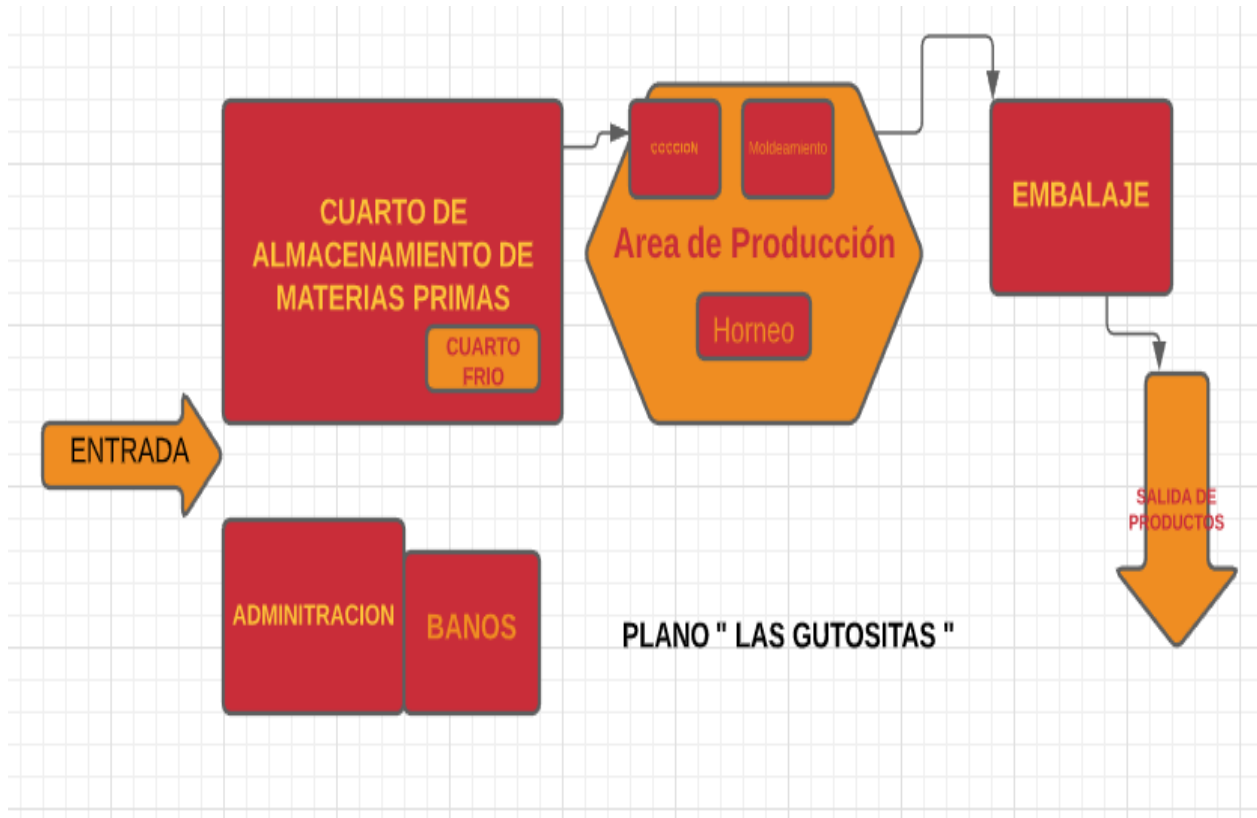 CUARTO DE
ALMACENAMIENTO DE
MATERIAS PRIMAS
CUARTO
FRIO
CCCCION
Moldeamiento
Area de Producción
Horneo
EMBALAJE
ENTRADA
SALIDA DE
PRODUCTOS
ADMINITRACION
BANOS
PLANO " LAS GUTOSITAS "